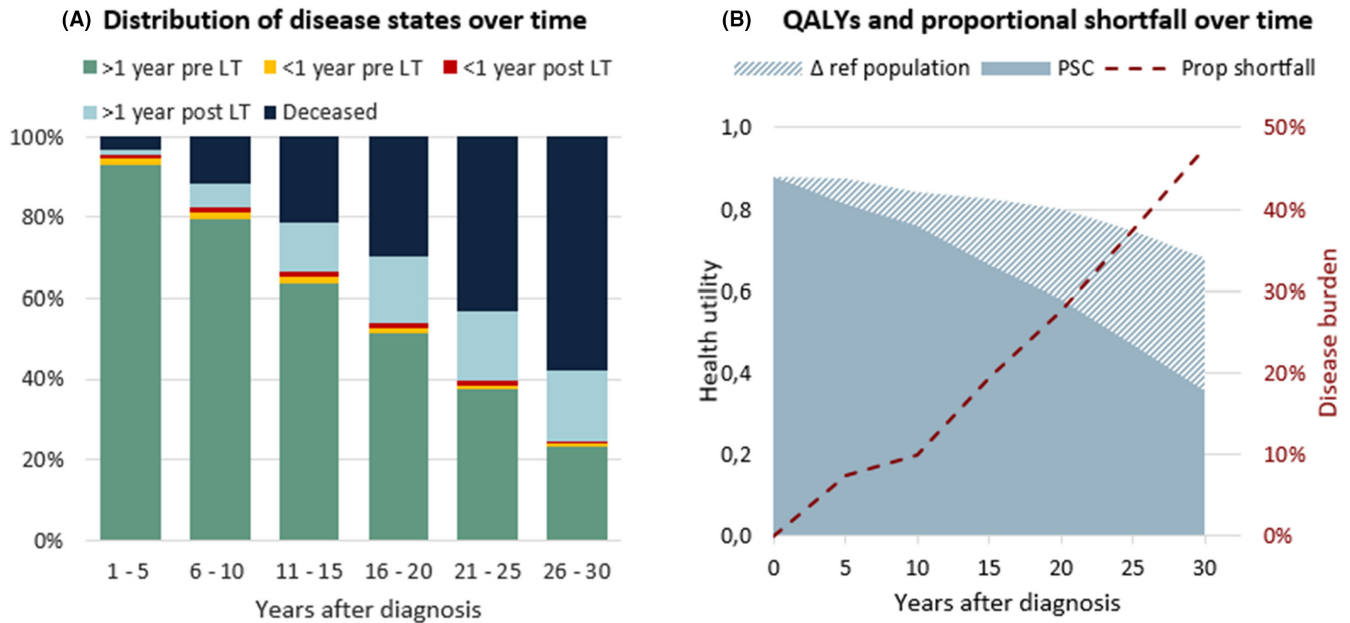 (A) Distribution of disease states over time
>1 year pre LT <1 year pre LT <1 year post LT
>1 year post LT Deceased
100%
80%
60%
40%
20%
0%
1 - 5 6 - 10 11 - 15 16 - 20 21 - 25 26 - 30
Years after diagnosis
(B) QALYs and proportional shortfall over time
Δ ref population PSC Prop shortfall
1,0
0,8
0,6
0,4
0,2
0,0
Health utility
50%
40%
30%
20%
10%
0%
Disease burden
0 5 10 15 20 25 30
Years after diagnosis